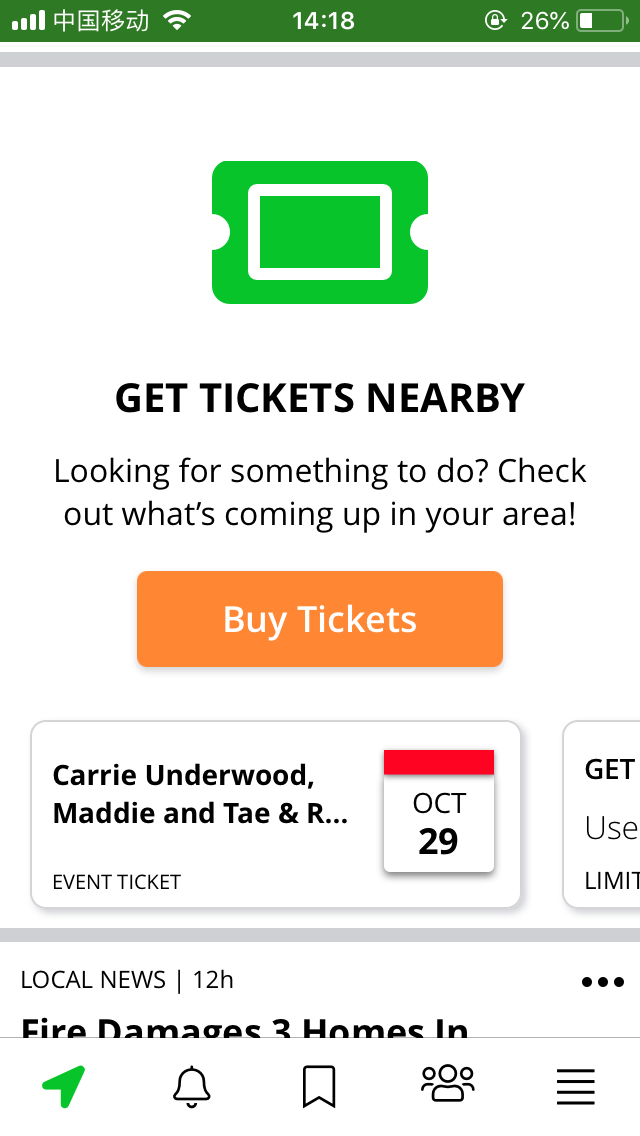 中国移动 14:18 26%
GET TICKETS NEARBY
Looking for something to do? Check
out what's coming up in your area!
Buy Tickets
Carrie Underwood,
Maddie and Tae & R...
EVENT TICKET
OCT
29
GET
Use
LIMIT
LOCAL NEWS | 12h
Fire Damages 3 Homes In